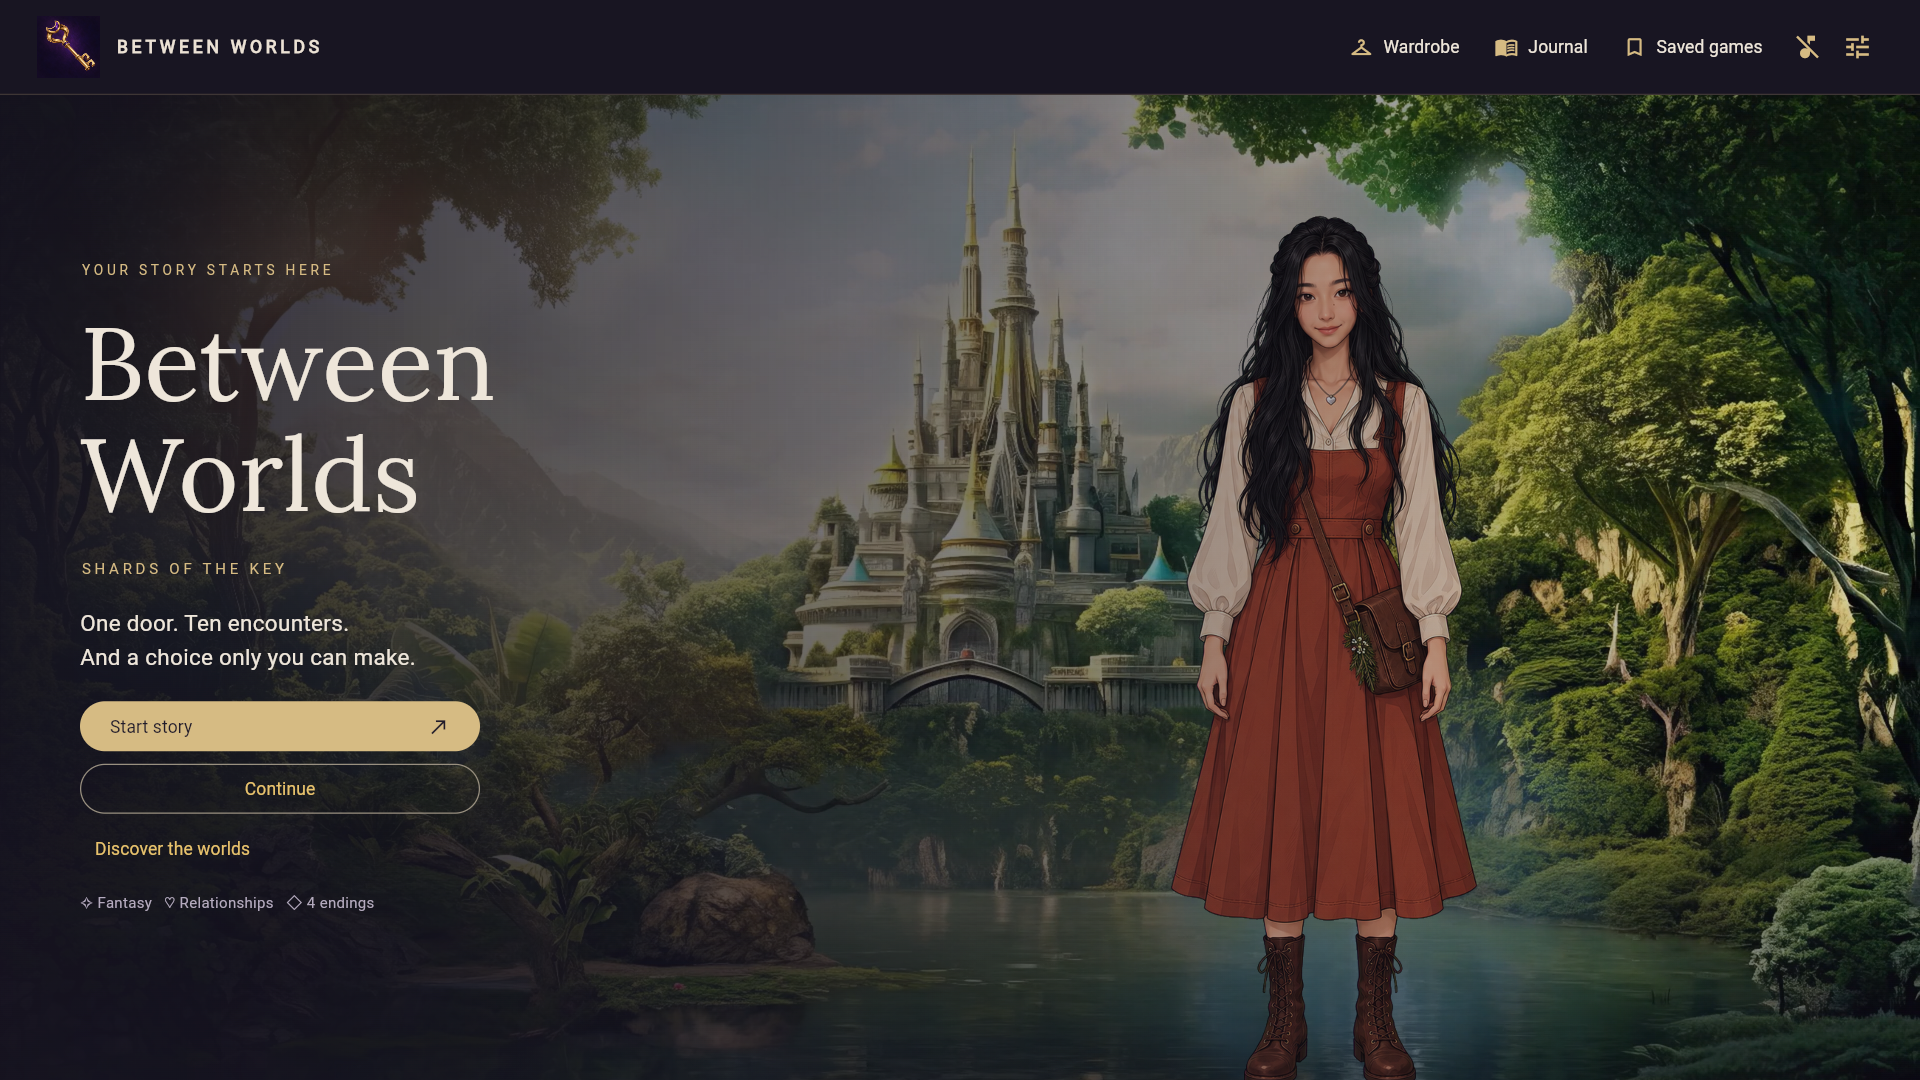 BETWEEN WORLDS
Wardrobe
Journal
Saved games
YOUR STORY STARTS HERE
Between
Worlds
SHARDS OF THE KEY
One door. Ten encounters.
And a choice only you can make.
Start story
Continue
Discover the worlds
Fantasy
Relationships
4 endings